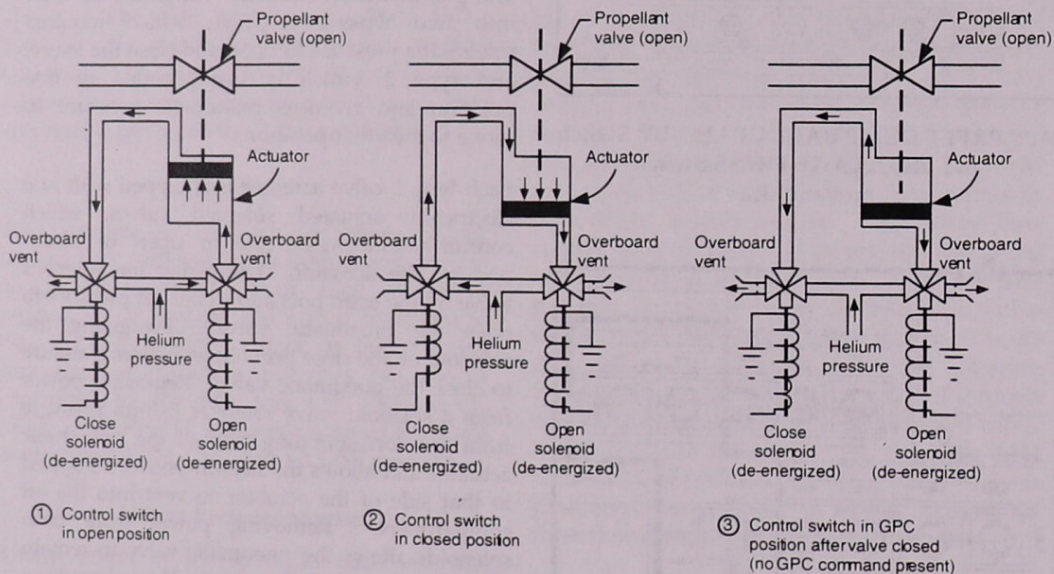 Propellant
valve (open)
Actuator
Overboard
vent
Overboard
vent
Helium
pressure
Close
solenoid
(de-energized)
Open
solenoid
(de-energized)
① Control switch
in open position
Propellant
valve (open)
Actuator
Overboard
vent
Overboard
vent
Helium
pressure
Close
solenoid
(de-energized)
Open
solenoid
(de-energized)
② Control switch
in closed position
Propellant
valve (open)
Actuator
Overboard
vent
Overboard
vent
Helium
pressure
Close
solenoid
(de-energized)
Open
solenoid
(de-energized)
③ Control switch in GPC
position after valve closed
(no GPC command present)